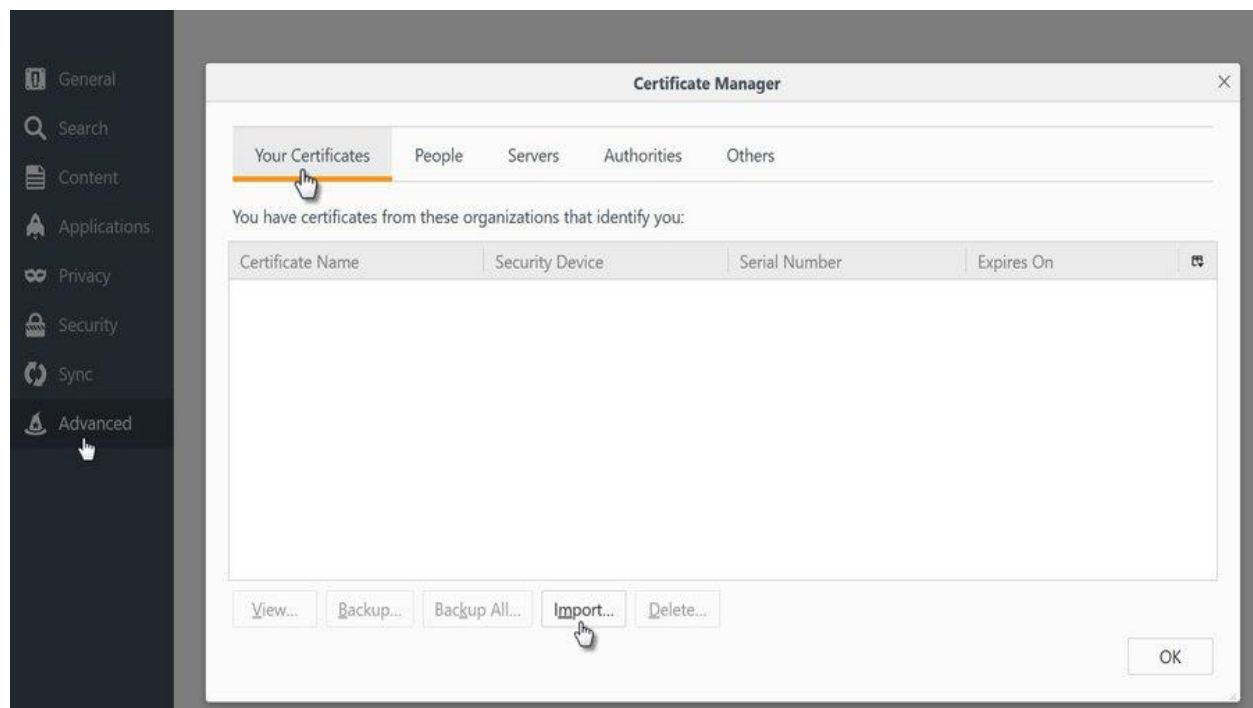 General
Search
Content
Applications
Privacy
Security
Sync
Advanced
Certificate Manager
Your Certificates People Servers Authorities Others
You have certificates from these organizations that identify you:
Certificate Name Security Device Serial Number Expires On
View... Backup... Backup All... Import... Delete...
OK